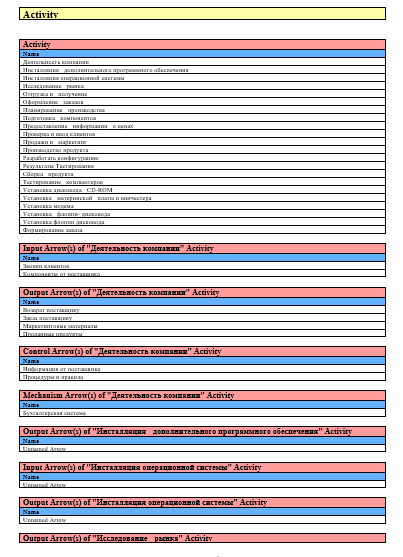 Activity
Activity
Name
Деятельность компании
Инсталляция дополнительного программного обеспечения
Инсталляция операционной системы
Исследование рынка
Отгрузка и получение
Оформление заказов
Планирование производства
Подготовка компонентов
Предоставление информации о ценах
Проверка и ввод клиентов
Продажи и маркетинг
Производство продукта
Разработать конфигурацию
Результаты Тестирования
Сборка продукта
Тестирование компьютеров
Установка дисковода CD-ROM
Установка материнской платы и винчестера
Установка модема
Установка флоппи- дисковода
Установка флоппи дисковода
Формирование заказа
Input Arrow(s) of "Деятельность компании" Activity
Name
Звонки клиентов
Компоненты от поставщика
Output Arrow(s) of "Деятельность компании" Activity
Name
Возврат поставщику
Заказ поставщику
Маркетинговые материалы
Проданные продукты
Control Arrow(s) of "Деятельность компании" Activity
Name
Информация от поставщика
Процедуры и правила
Mechanism Arrow(s) of "Деятельность компании" Activity
Name
Бухгалтерская система
Output Arrow(s) of "Инсталляция дополнительного программного обеспечения" Activity
Name
Unnamed Arrow
Input Arrow(s) of "Инсталляция операционной системы" Activity
Name
Unnamed Arrow
Output Arrow(s) of "Инсталляция операционной системы" Activity
Name
Unnamed Arrow
Output Arrow(s) of "Исследование рынка" Activity